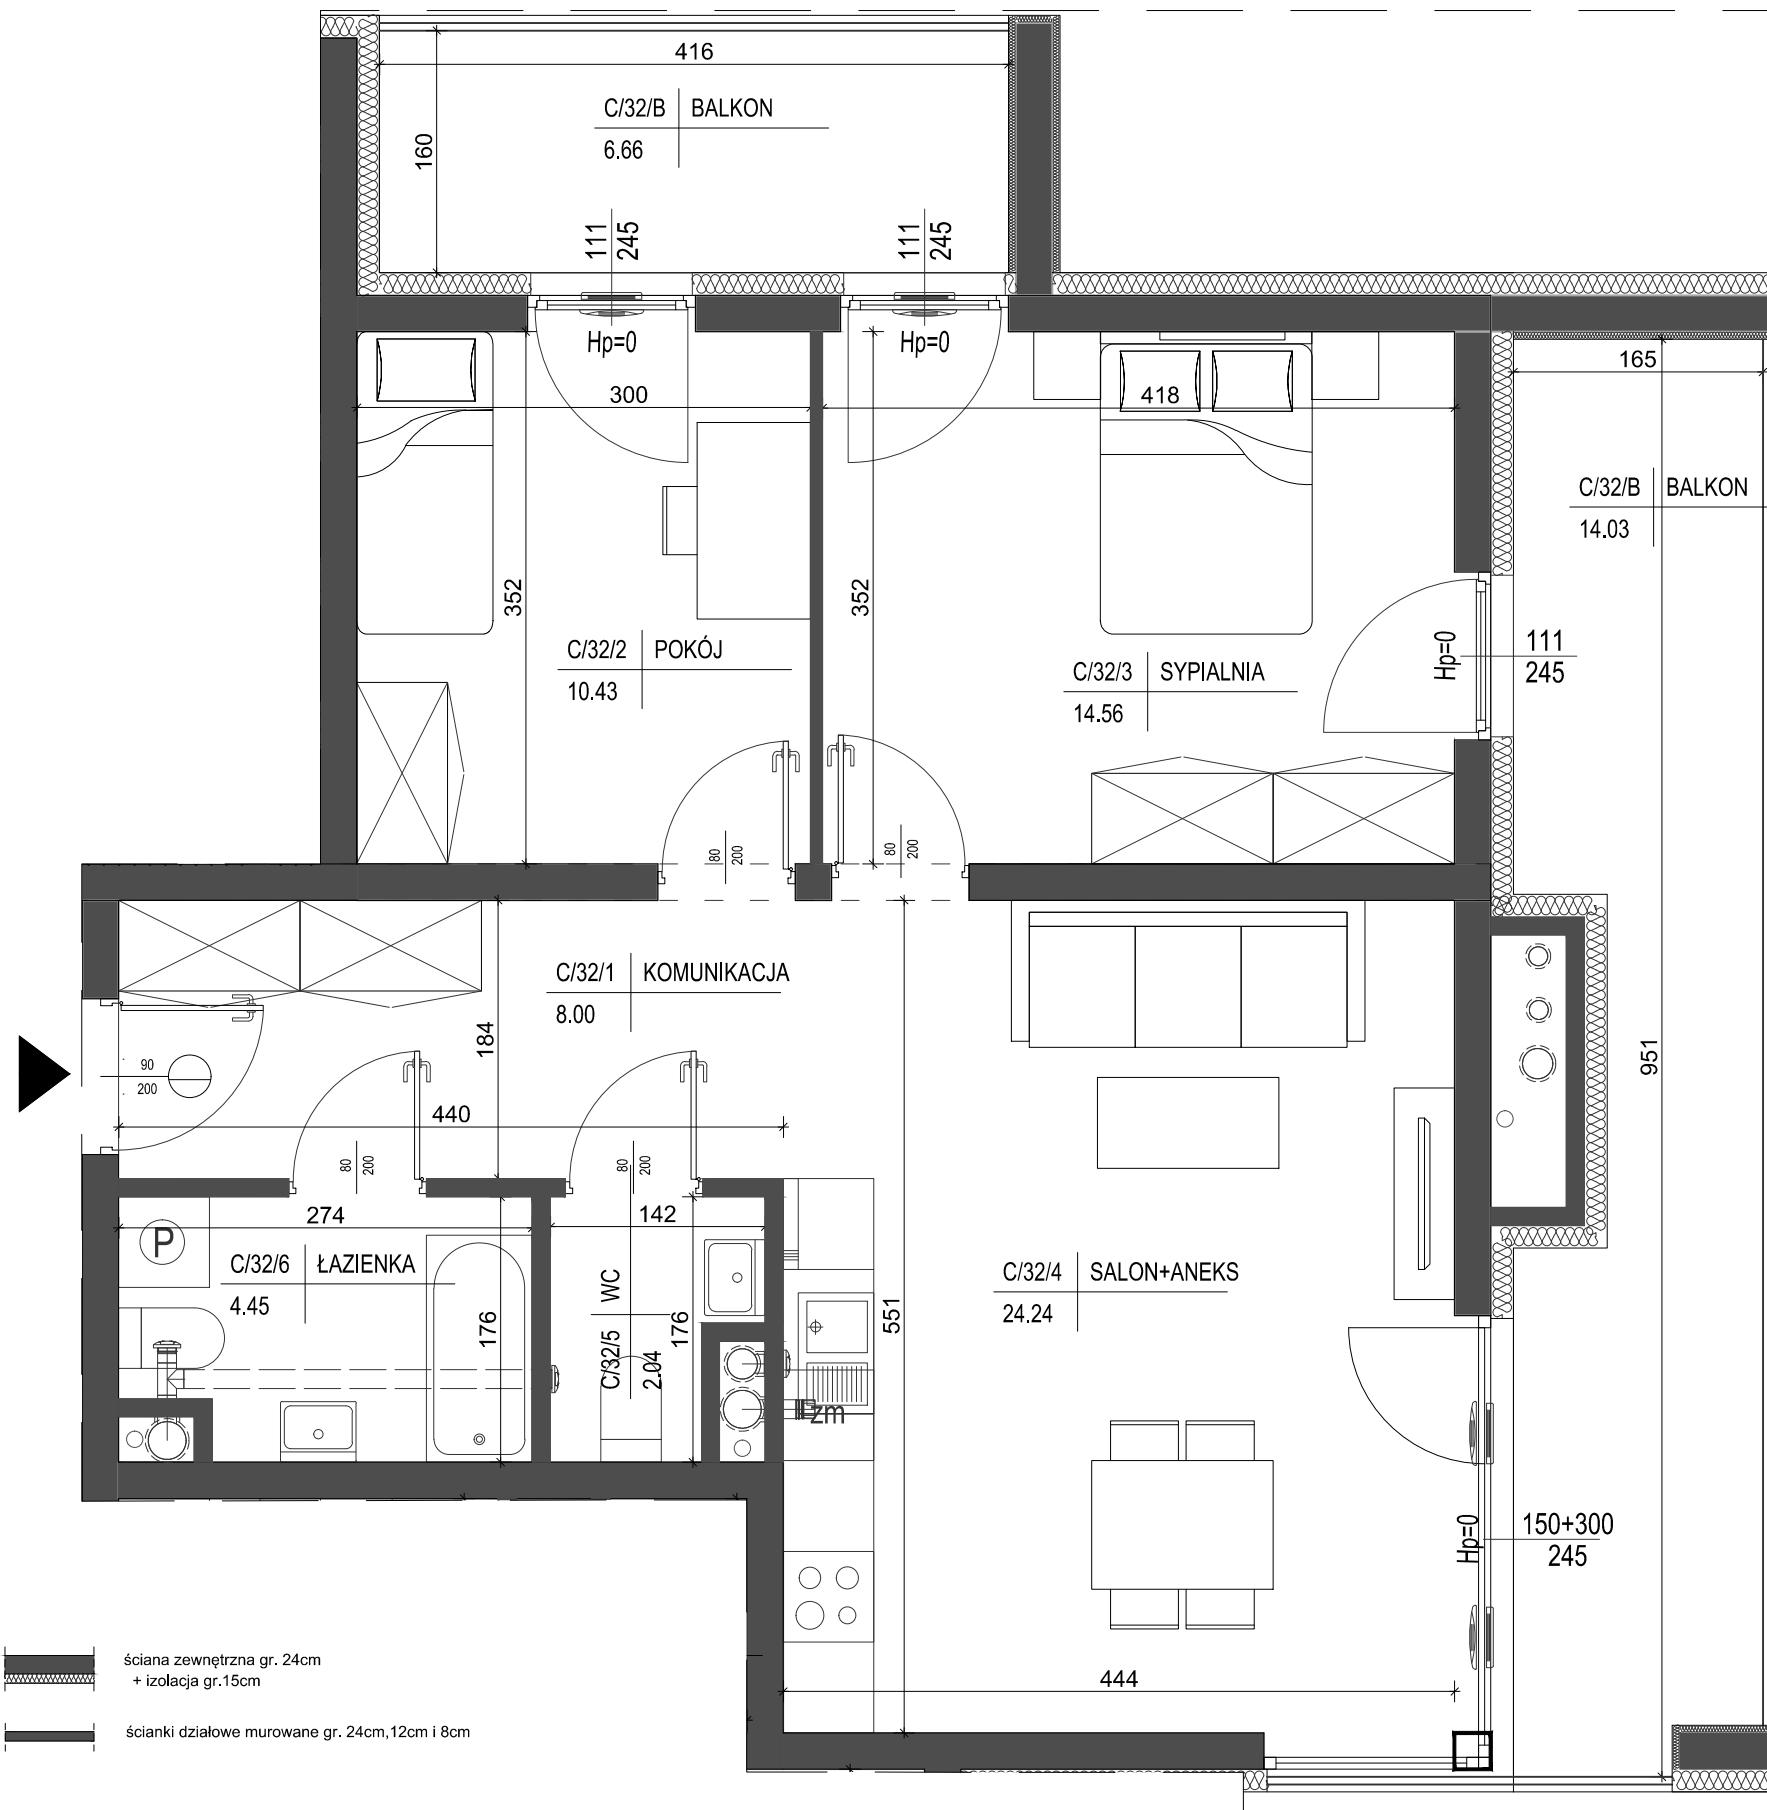 416
C/32/B BALKON
6.66
160
111
245
111
245
Hp=0
Hp=0
165
300
418
C/32/B BALKON
14.03
352
352
C/32/2 POKÓJ
10.43
C/32/3 SYPIALNIA
14.56
Hp=0
111
245
80
200
80
200
C/32/1 KOMUNIKACJA
8.00
184
951
90
200
440
80
200
80
200
274
142
P
C/32/6 ŁAZIENKA
4.45
176
C/32/5 WC
2.04
176
C/32/4 SALON+ANEKS
24.24
551
zm
Hp=0
150+300
245
444
ściana zewnętrzna gr. 24cm
+ izolacja gr.15cm
ścianki działowe murowane gr. 24cm,12cm i 8cm